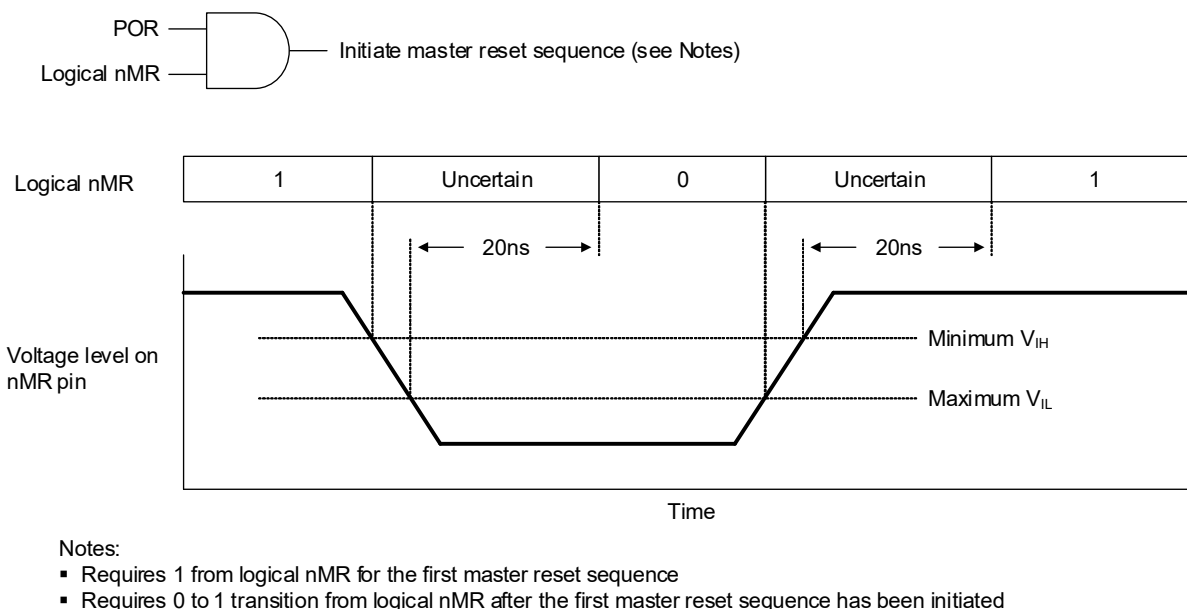 POR
Logical nMR
Initiate master reset sequence (see Notes)
Logical nMR
1
Uncertain
0
Uncertain
1
20ns
20ns
Voltage level on
nMR pin
Minimum VIH
Maximum VIL
Time
Notes:
▪ Requires 1 from logical nMR for the first master reset sequence
▪ Requires 0 to 1 transition from logical nMR after the first master reset sequence has been initiated